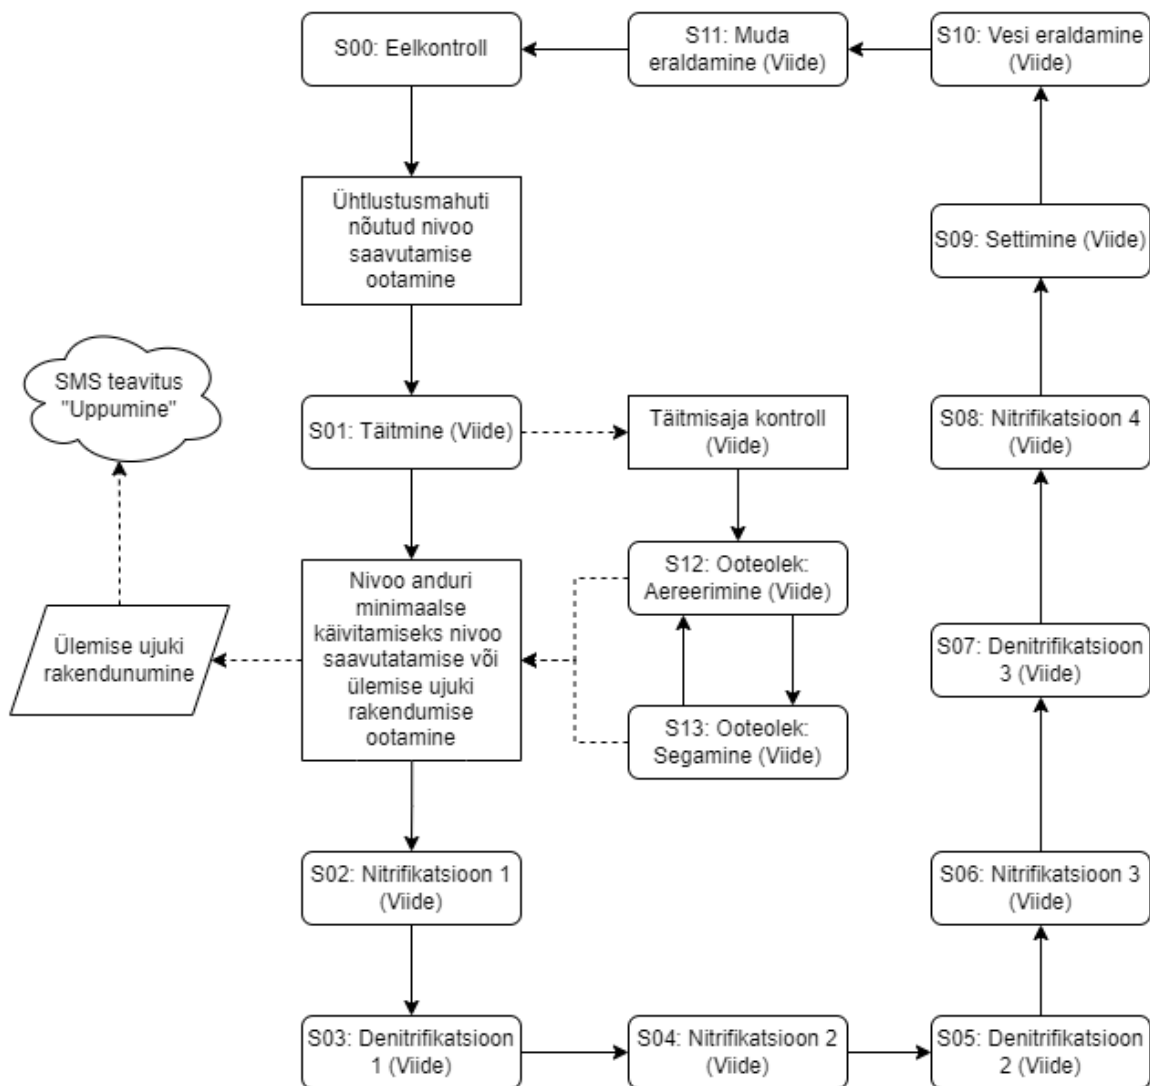 S00: Eelkontroll
S11: Muda
eraldamine (Viide)
S10: Vesi eraldamine
(Viide)
Ühtlustusmahuti
nõutud nivoo
saavutamise
ootamine
S09: Settimine (Viide)
SMS teavitus
"Uppumine"
S01: Täitmine (Viide)
Täitmisaja kontroll
(Viide)
S08: Nitrifikatsioon 4
(Viide)
Nivoo anduri
minimaalse
käivitamiseks nivoo
saavutatamise või
ülemise ujuki
rakendumise
ootamine
S12: Ooteolek:
Aereerimine (Viide)
Ülemise ujuki
rakendunumine
S07: Denitrifikatsioon
3 (Viide)
S13: Ooteolek:
Segamine (Viide)
S02: Nitrifikatsioon 1
(Viide)
S06: Nitrifikatsioon 3
(Viide)
S03: Denitrifikatsioon
1 (Viide)
S04: Nitrifikatsioon 2
(Viide)
S05: Denitrifikatsioon
2 (Viide)